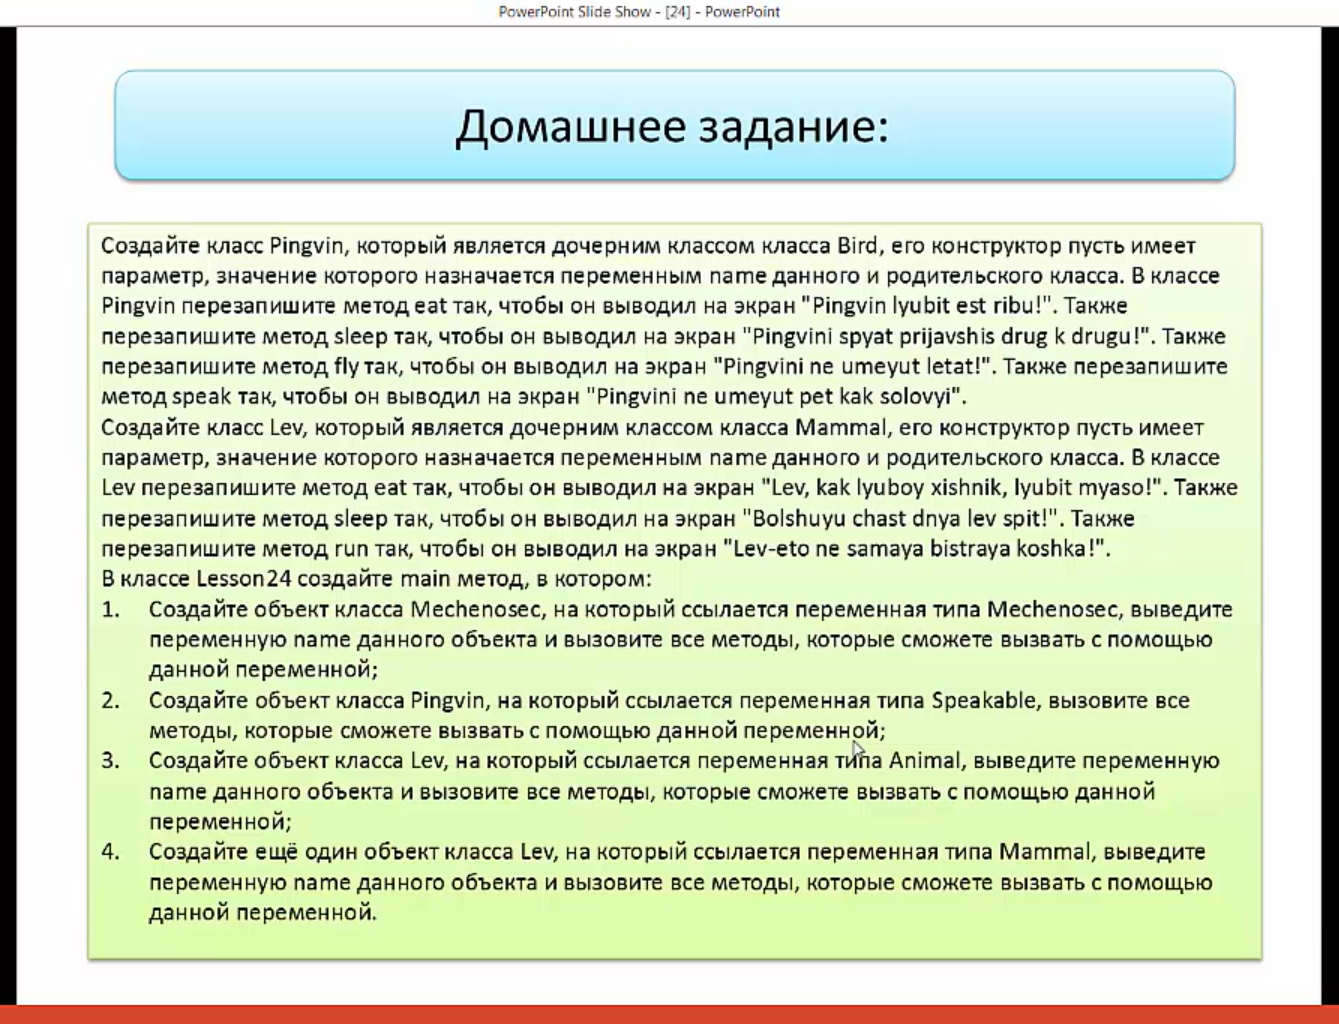 PowerPoint Slide Show - [24] - PowerPoint
Домашнее задание:
Создайте класс Pingvin, который является дочерним классом класса Bird, его конструктор пусть имеет
параметр, значение которого назначается переменным name данного и родительского класса. В классе
Pingvin перезапишите метод eat так, чтобы он выводил на экран "Pingvin lyubit est ribu!". Также
перезапишите метод sleep так, чтобы он выводил на экран "Pingvini spyat prijavshis drug k drugu!". Также
перезапишите метод fly так, чтобы он выводил на экран "Pingvini ne umeyut letat!". Также перезапишите
метод speak так, чтобы он выводил на экран "Pingvini ne umeyut pet kak solovyi".
Создайте класс Lev, который является дочерним классом класса Mammal, его конструктор пусть имеет
параметр, значение которого назначается переменным name данного и родительского класса. В классе
Lev перезапишите метод eat так, чтобы он выводил на экран "Lev, kak lyuboy xishnik, lyubit myaso!". Также
перезапишите метод sleep так, чтобы он выводил на экран "Bolshuyu chast dnya lev spit!". Также
перезапишите метод run так, чтобы он выводил на экран "Lev-eto ne samaya bistraya koshka!".
В классе Lesson24 создайте main метод, в котором:
1. Создайте объект класса Mechenosec, на который ссылается переменная типа Mechenosec, выведите
переменную name данного объекта и вызовите все методы, которые сможете вызвать с помощью
данной переменной;
2. Создайте объект класса Pingvin, на который ссылается переменная типа Speakable, вызовите все
методы, которые сможете вызвать с помощью данной переменной;
3. Создайте объект класса Lev, на который ссылается переменная типа Animal, выведите переменную
name данного объекта и вызовите все методы, которые сможете вызвать с помощью данной
переменной;
4. Создайте ещё один объект класса Lev, на который ссылается переменная типа Mammal, выведите
переменную name данного объекта и вызовите все методы, которые сможете вызвать с помощью
данной переменной.